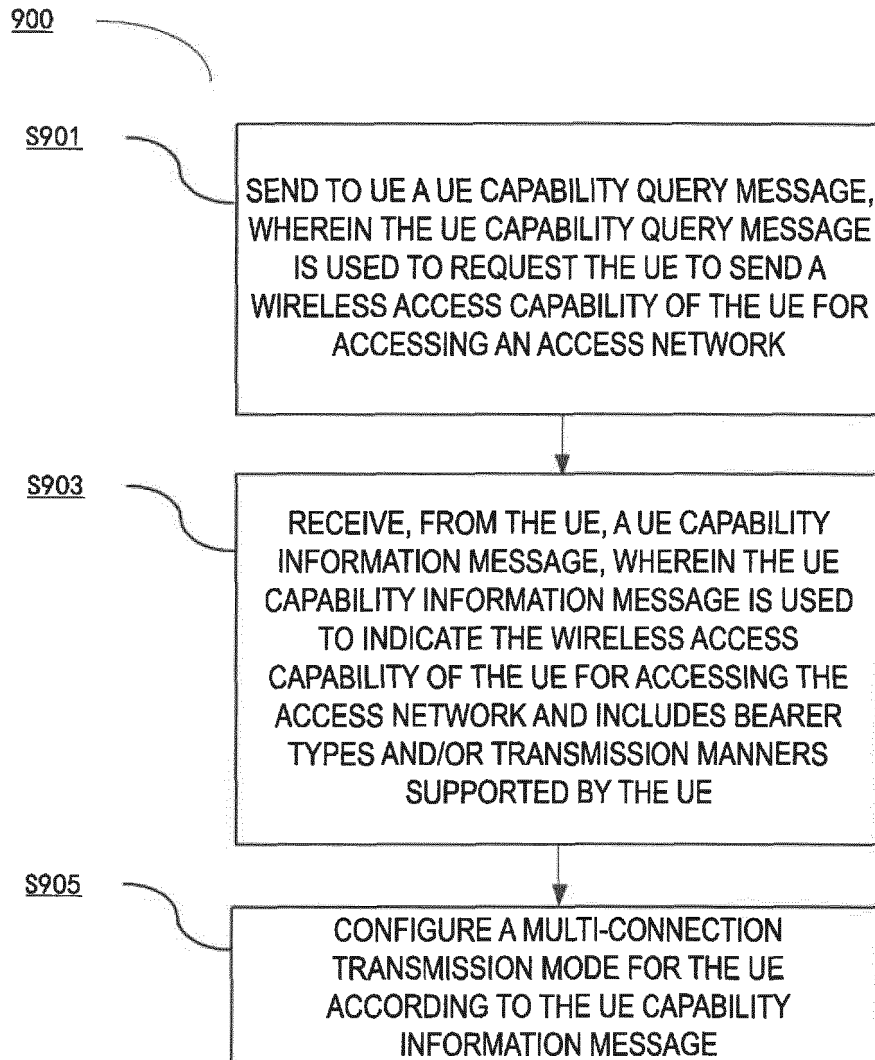 900
S901
SEND TO UE A UE CAPABILITY QUERY MESSAGE,
WHEREIN THE UE CAPABILITY QUERY MESSAGE
IS USED TO REQUEST THE UE TO SEND A
WIRELESS ACCESS CAPABILITY OF THE UE FOR
ACCESSING AN ACCESS NETWORK
S903
RECEIVE, FROM THE UE, A UE CAPABILITY
INFORMATION MESSAGE, WHEREIN THE UE
CAPABILITY INFORMATION MESSAGE IS USED
TO INDICATE THE WIRELESS ACCESS
CAPABILITY OF THE UE FOR ACCESSING THE
ACCESS NETWORK AND INCLUDES BEARER
TYPES AND/OR TRANSMISSION MANNERS
SUPPORTED BY THE UE
S905
CONFIGURE A MULTI-CONNECTION
TRANSMISSION MODE FOR THE UE
ACCORDING TO THE UE CAPABILITY
INFORMATION MESSAGE